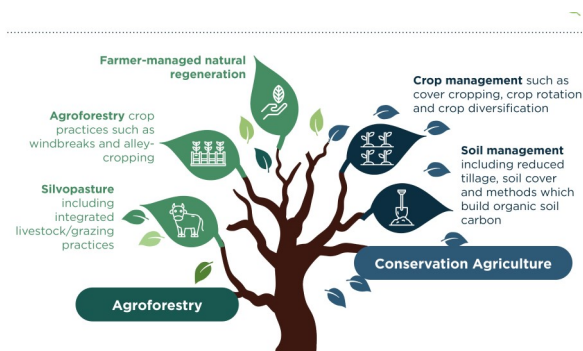 Farmer-managed natural
regeneration
Agroforestry crop
practices such as
windbreaks and alley-
cropping
Silvopasture
including
integrated
livestock/grazing
practices
Agroforestry
Crop management such as
cover cropping, crop rotation
and crop diversification
Soil management
including reduced
tillage, soil cover
and methods which
build organic soil
carbon
Conservation Agriculture